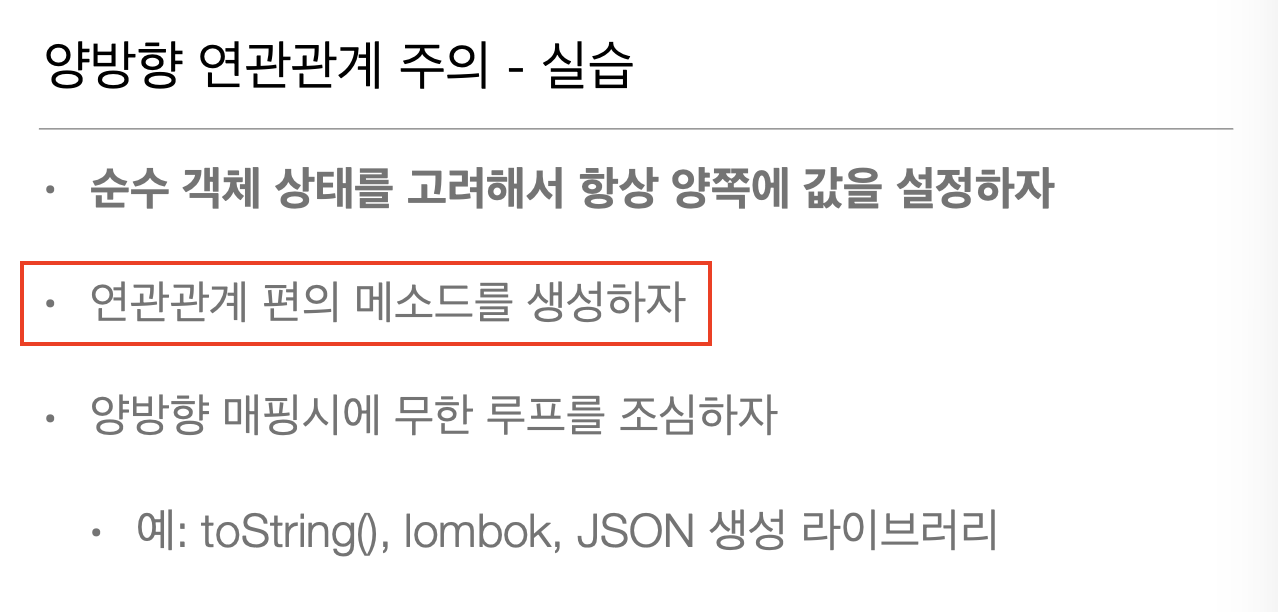 양방향 연관관계 주의 - 실습
• 순수 객체 상태를 고려해서 항상 양쪽에 값을 설정하자
• 연관관계 편의 메소드를 생성하자
• 양방향 매핑시에 무한 루프를 조심하자
• 예: toString(), lombok, JSON 생성 라이브러리